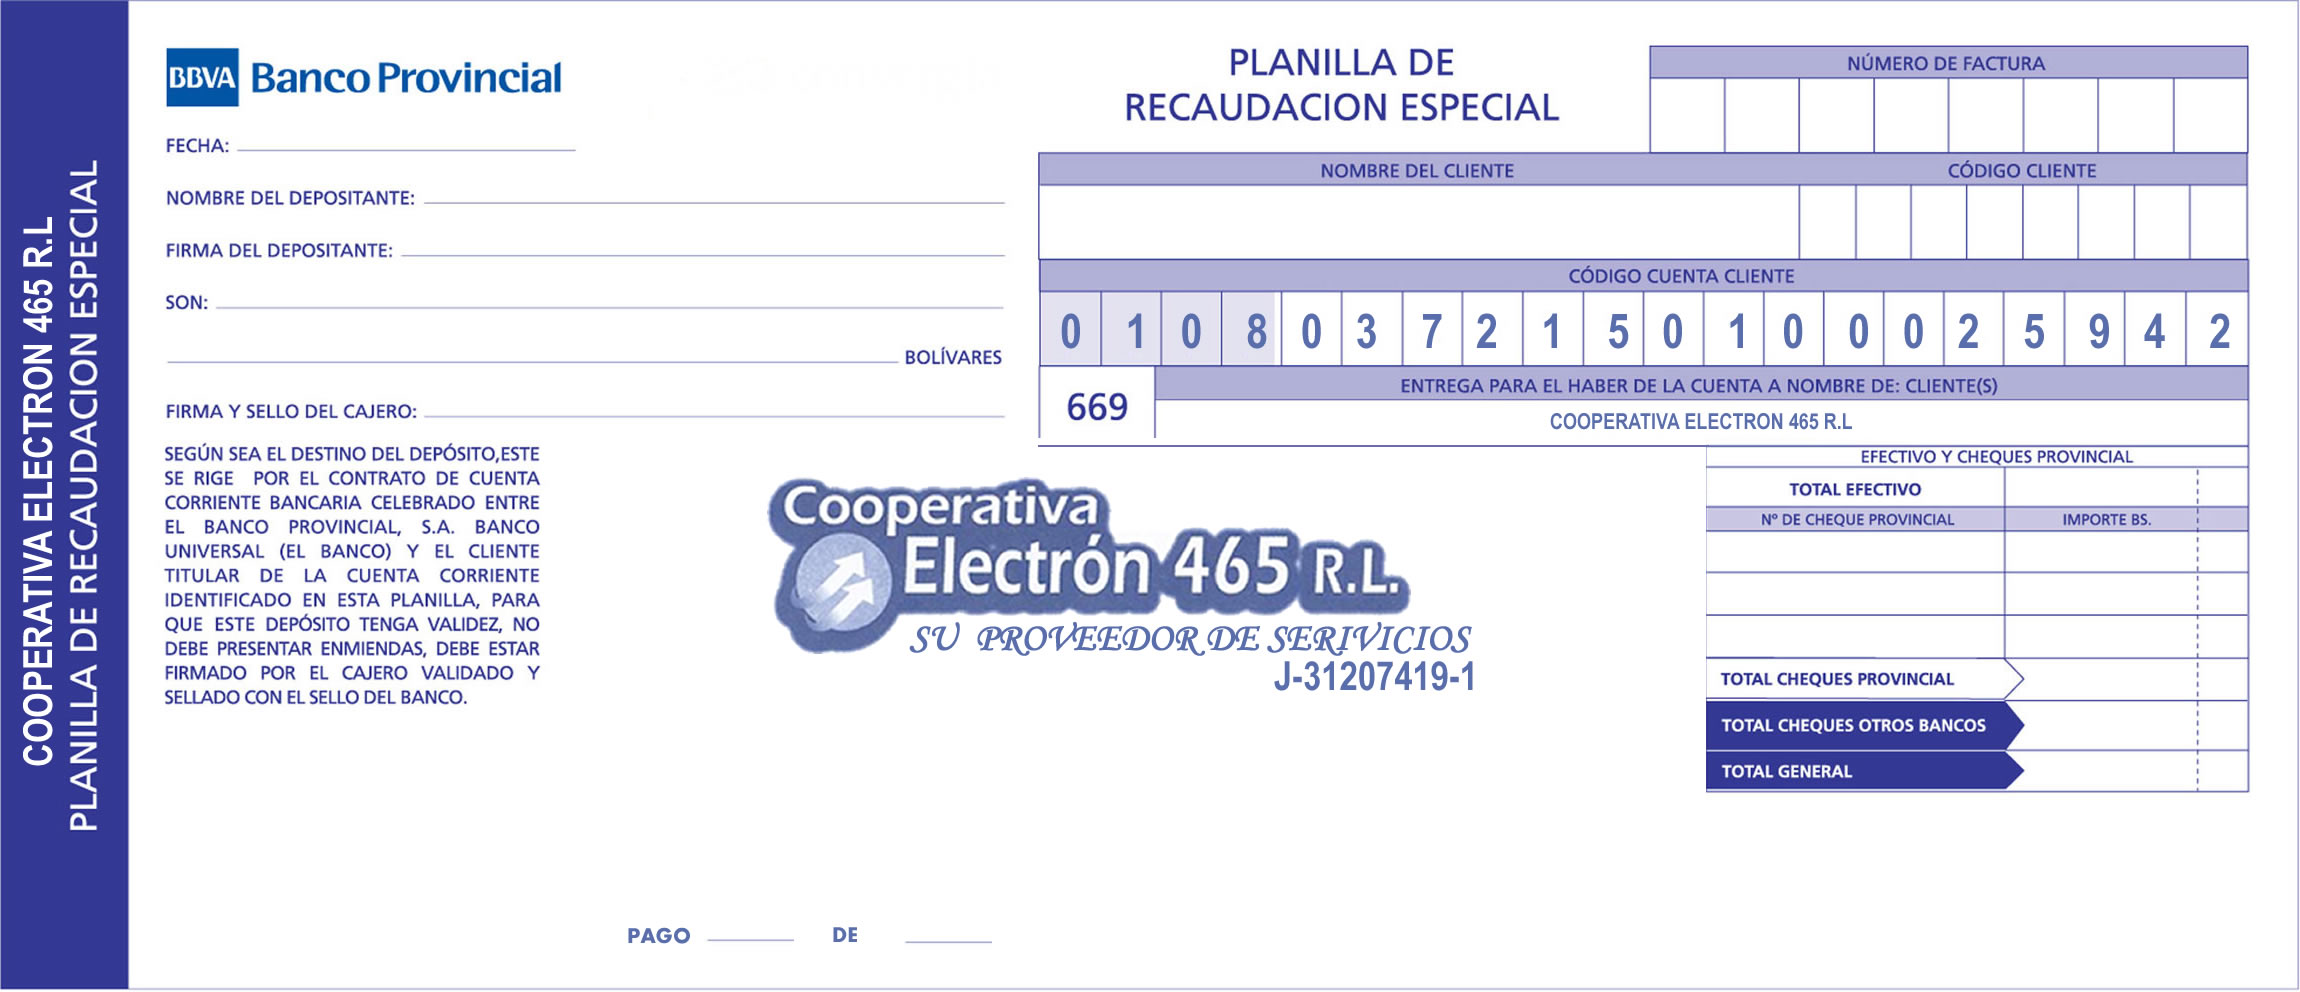 COOPERATIVA ELECTRON 465 R.L
PLANILLA DE RECAUDACION ESPECIAL
BBVA Banco Provincial
FECHA:
NOMBRE DEL DEPOSITANTE:
FIRMA DEL DEPOSITANTE:
SON:
BOLÍVARES
FIRMA Y SELLO DEL CAJERO:
SEGÚN SEA EL DESTINO DEL DEPÓSITO,ESTE
SE RIGE POR EL CONTRATO DE CUENTA
CORRIENTE BANCARIA CELEBRADO ENTRE
EL BANCO PROVINCIAL, S.A. BANCO
UNIVERSAL (EL BANCO) Y EL CLIENTE
TITULAR DE LA CUENTA CORRIENTE
IDENTIFICADO EN ESTA PLANILLA, PARA
QUE ESTE DEPÓSITO TENGA VALIDEZ, NO
DEBE PRESENTAR ENMIENDAS, DEBE ESTAR
FIRMADO POR EL CAJERO VALIDADO Y
SELLADO CON EL SELLO DEL BANCO.
PLANILLA DE
RECAUDACION ESPECIAL
NÚMERO DE FACTURA
NOMBRE DEL CLIENTE CÓDIGO CLIENTE
CÓDIGO CUENTA CLIENTE
0 1 0 8 0 3 7 2 1 5 0 1 0 0 0 2 5 9 4 2
669
ENTREGA PARA EL HABER DE LA CUENTA A NOMBRE DE: CLIENTE(S)
COOPERATIVA ELECTRON 465 R.L
Cooperativa
Electrón 465 R.L.
SU PROVEEDOR DE SERIVICIOS
J-31207419-1
EFECTIVO Y CHEQUES PROVINCIAL
TOTAL EFECTIVO
Nº DE CHEQUE PROVINCIAL IMPORTE BS.
TOTAL CHEQUES PROVINCIAL
TOTAL CHEQUES OTROS BANCOS
TOTAL GENERAL
PAGO DE